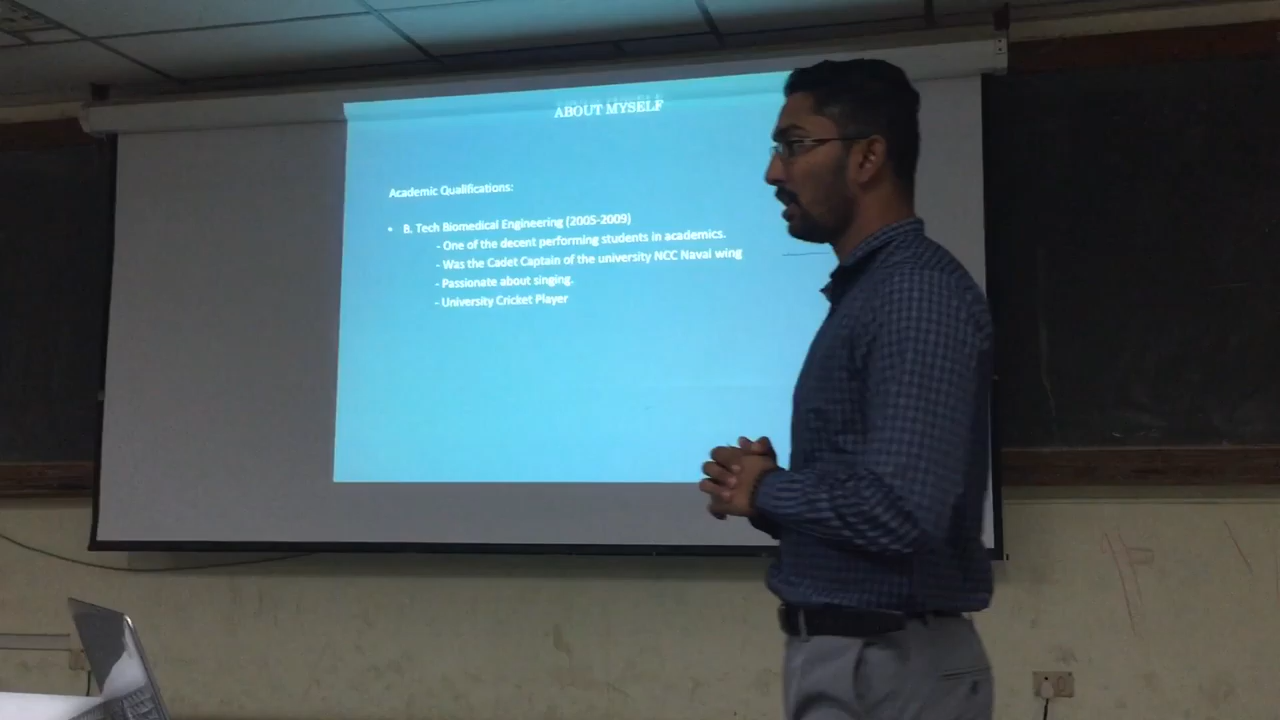 ABOUT MYSELF
Academic Qualifications:
• B. Tech Biomedical Engineering (2005-2009)
- One of the decent performing students in academics.
- Was the Cadet Captain of the university NCC Naval wing
- Passionate about singing.
- University Cricket Player